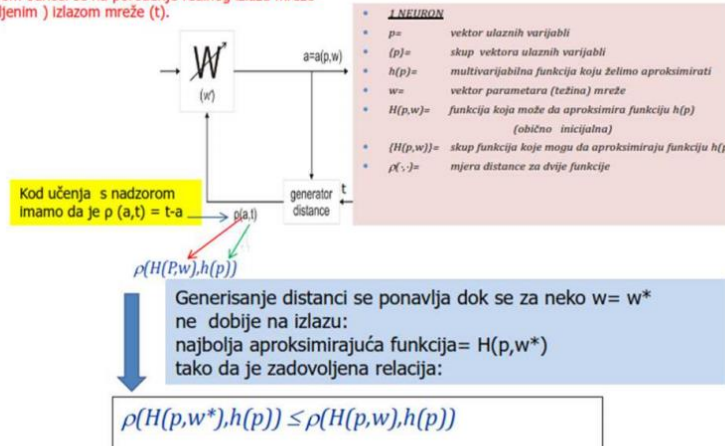 ljenim ) izlazom mreže (t).
W
(w)
a=a(p,w)
generator
distance
t
ρ(a,t)
Kod učenja s nadzorom
imamo da je ρ (a,t) = t-a
ρ(H(P,w),h(p))
• 1 NEURON
• p= vektor ulaznih varijabli
• {p}= skup vektora ulaznih varijabli
• h(p)= multivarijabilna funkcija koju želimo aproksimirati
• w= vektor parametara (težina) mreže
• H(p,w)= funkcija koja može da aproksimira funkciju h(p)
(obično inicijalna)
• {H(p,w)}= skup funkcija koje mogu da aproksimiraju funkciju h(p
• ρ(·,·)= mjera distance za dvije funkcije
Generisanje distanci se ponavlja dok se za neko w= w*
ne dobije na izlazu:
najbolja aproksimirajuća funkcija= H(p,w*)
tako da je zadovoljena relacija:
ρ(H(p,w*),h(p)) ≤ ρ(H(p,w),h(p))